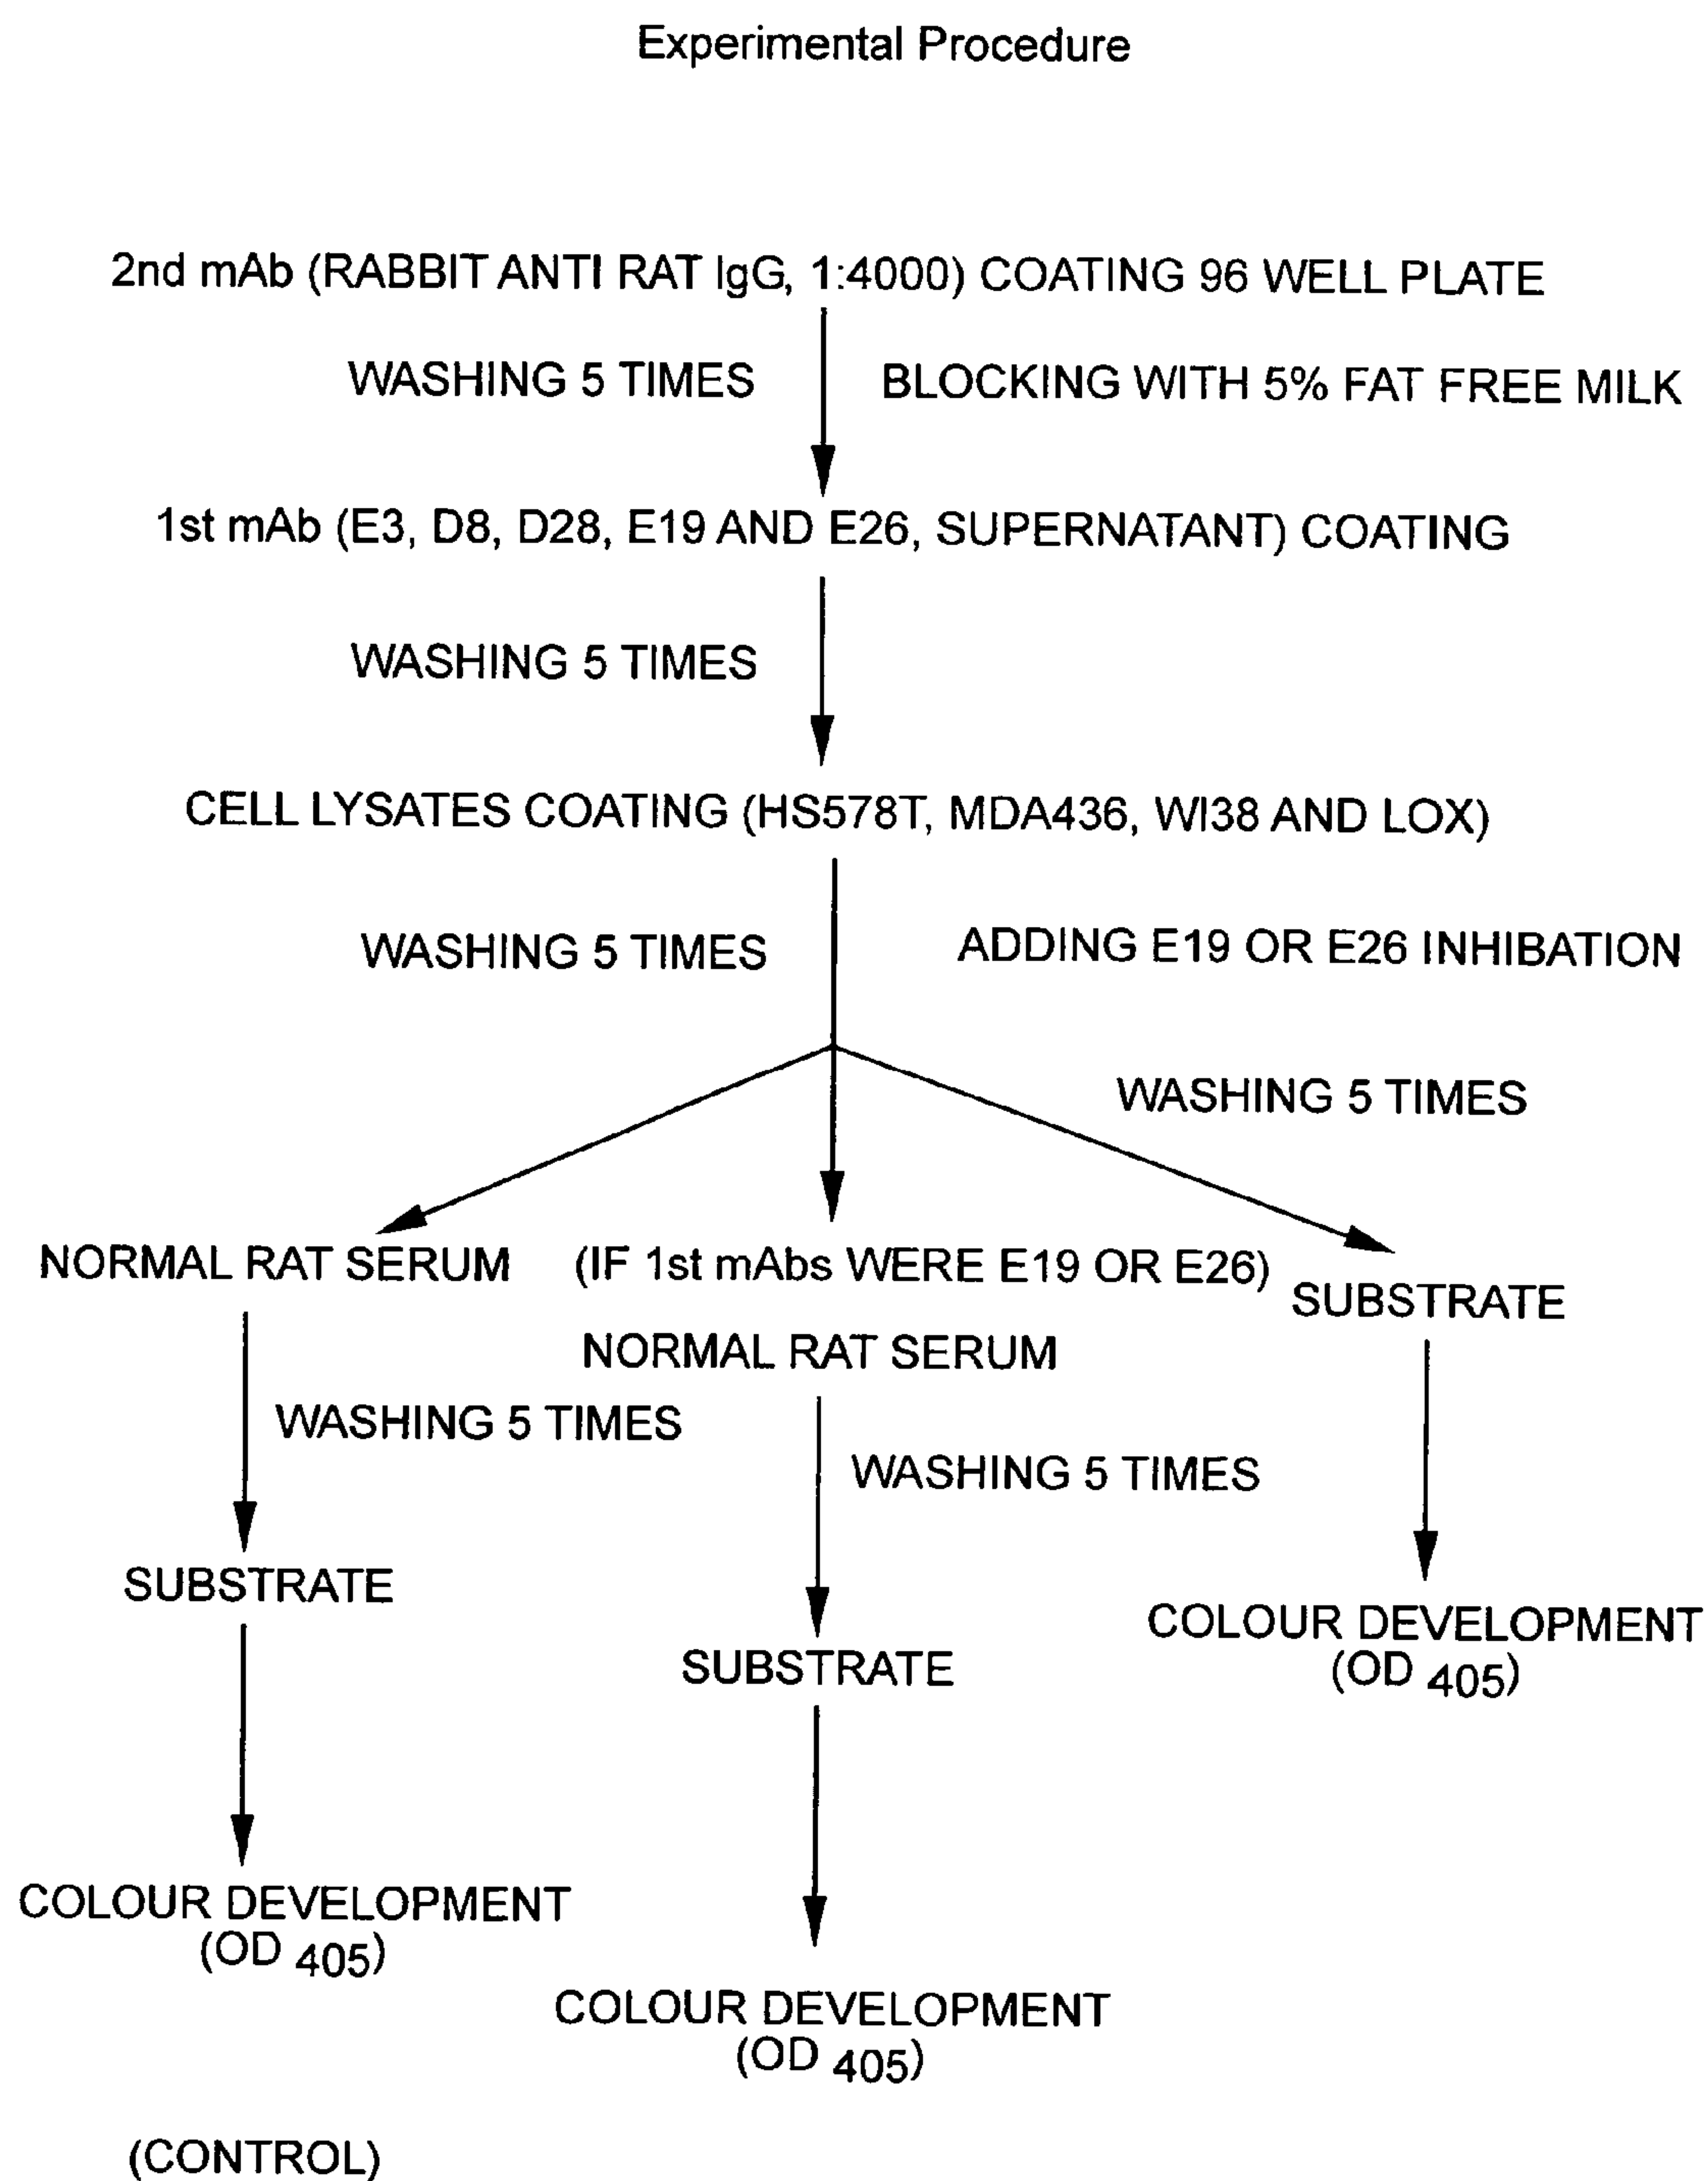 Experimental Procedure
2nd mAb (RABBIT ANTI RAT IgG, 1:4000) COATING 96 WELL PLATE
WASHING 5 TIMES
BLOCKING WITH 5% FAT FREE MILK
1st mAb (E3, D8, D28, E19 AND E26, SUPERNATANT) COATING
WASHING 5 TIMES
CELL LYSATES COATING (HS578T, MDA436, WI38 AND LOX)
WASHING 5 TIMES
ADDING E19 OR E26 INHIBATION
WASHING 5 TIMES
NORMAL RAT SERUM
WASHING 5 TIMES
SUBSTRATE
COLOUR DEVELOPMENT
(OD 405)
(CONTROL)
(IF 1st mAbs WERE E19 OR E26)
NORMAL RAT SERUM
WASHING 5 TIMES
SUBSTRATE
COLOUR DEVELOPMENT
(OD 405)
SUBSTRATE
COLOUR DEVELOPMENT
(OD 405)